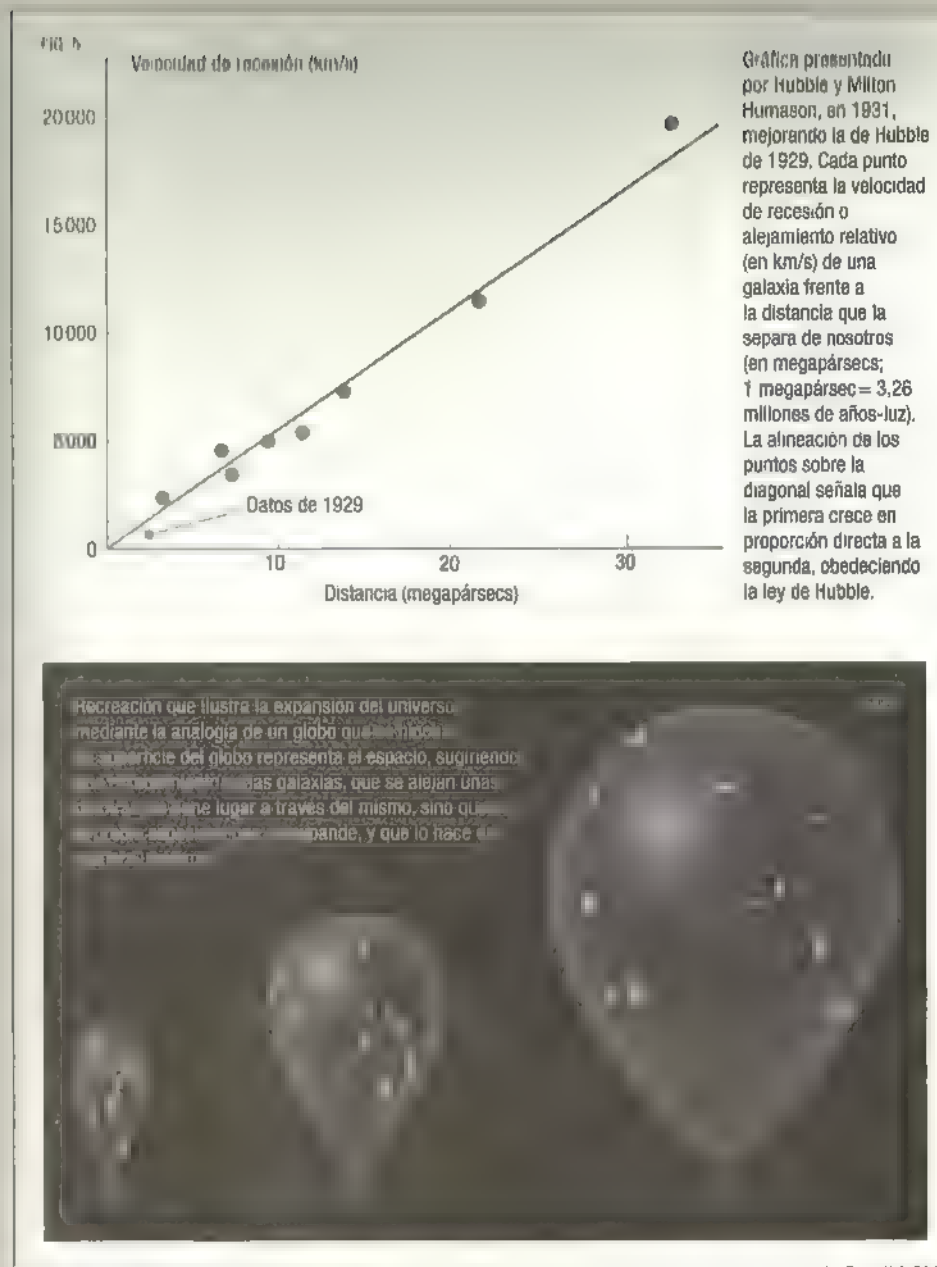 Velocidad de recesión (km/s)
20000
15000
10000
5000
0
10
20
30
Datos de 1929
Distancia (megapársecs)
Gráfica presentada
por Hubble y Milton
Humason, en 1931,
mejorando la de Hubble
de 1929. Cada punto
representa la velocidad
de recesión o
alejamiento relativo
(en km/s) de una
galaxia frente a
la distancia que la
separa de nosotros
(en megapársecs;
1 megapársec = 3,26
millones de años-luz).
La alineación de los
puntos sobre la
diagonal señala que
la primera crece en
proporción directa a la
segunda, obedeciendo
la ley de Hubble.
Recreación que ilustra la expansión del universo
mediante la analogía de un globo
del globo representa el espacio, sugiriendo
las galaxias, que se alejan unas
lugar a través del mismo, sino
y que lo hace